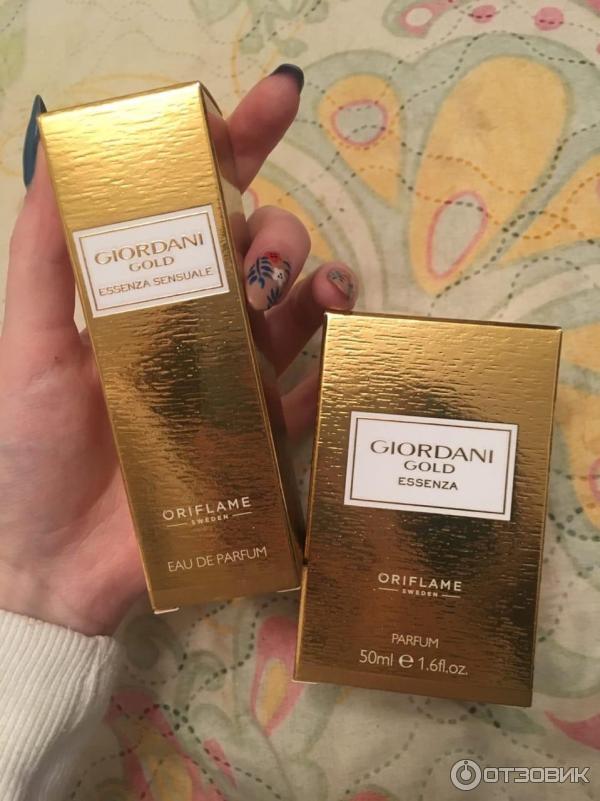 GIORDANI
GOLD
ESSENZA SENSUALE
ORIFLAME
SWEDEN
EAU DE PARFUM
GIORDANI
GOLD
ESSENZA
ORIFLAME
SWEDEN
PARFUM
50ml e 1.6fl.oz.
ОТЗОВИК